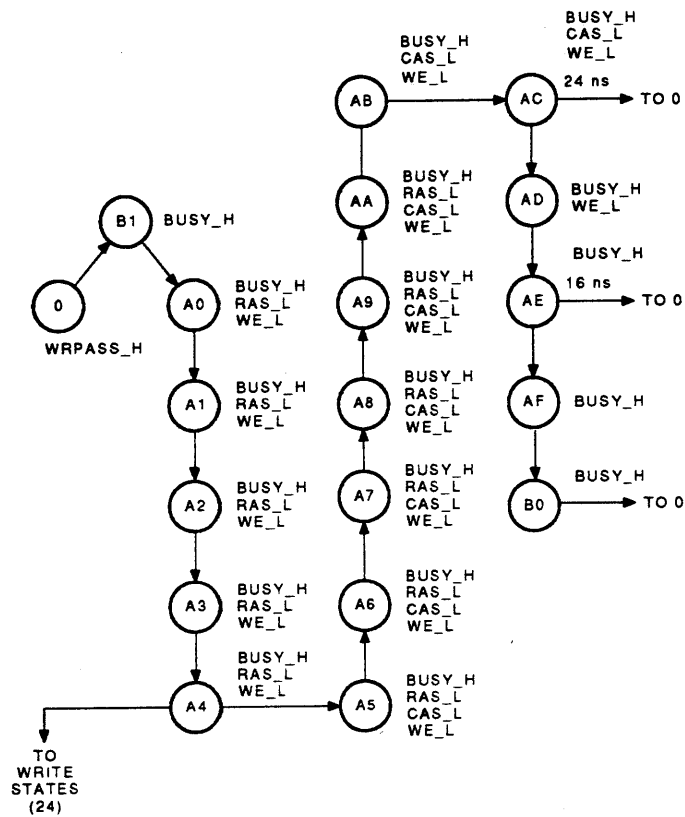 0
WRPASS_H
B1
BUSY_H
A0
BUSY_H
RAS_L
WE_L
A1
BUSY_H
RAS_L
WE_L
A2
BUSY_H
RAS_L
WE_L
A3
BUSY_H
RAS_L
WE_L
A4
BUSY_H
RAS_L
WE_L
TO
WRITE
STATES
(24)
A5
BUSY_H
RAS_L
CAS_L
WE_L
A6
BUSY_H
RAS_L
CAS_L
WE_L
A7
BUSY_H
RAS_L
CAS_L
WE_L
A8
BUSY_H
RAS_L
CAS_L
WE_L
A9
BUSY_H
RAS_L
CAS_L
WE_L
AA
BUSY_H
RAS_L
CAS_L
WE_L
AB
BUSY_H
CAS_L
WE_L
AC
BUSY_H
CAS_L
WE_L
24 ns
TO 0
AD
BUSY_H
WE_L
AE
BUSY_H
16 ns
TO 0
AF
BUSY_H
B0
BUSY_H
TO 0